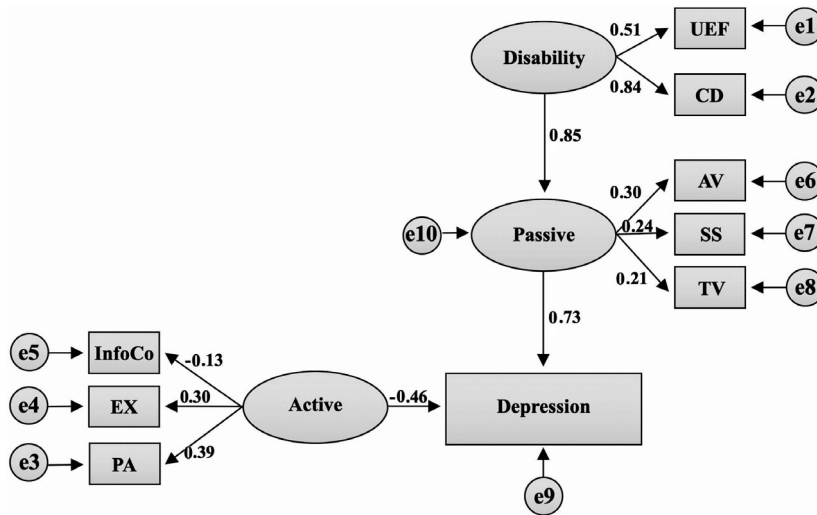 0.51
UEF
e1
Disability
0.84
CD
e2
0.85
0.30
AV
e6
e10
Passive
0.24
SS
e7
0.21
TV
e8
0.73
e5
InfoCo
-0.13
e4
EX
0.30
Active
-0.46
Depression
e3
PA
0.39
e9